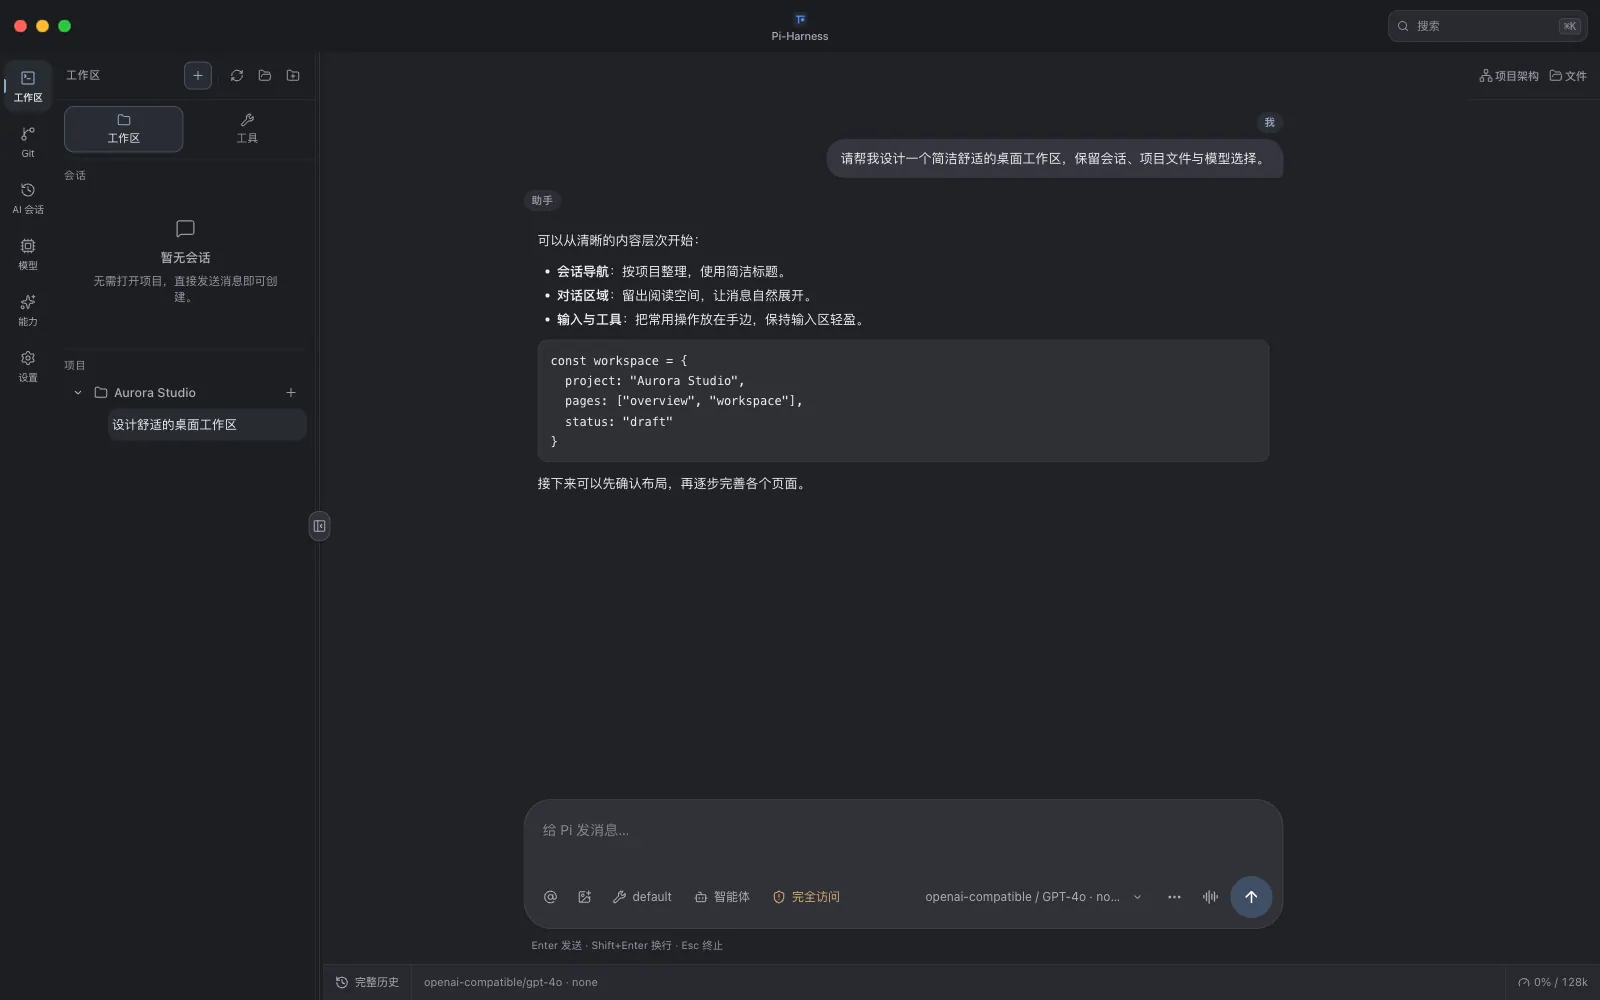 Pi-Harness
搜索
⌘K
工作区
Git
AI 会话
模型
能力
设置
工作区
工作区
工具
会话
暂无会话
无需打开项目，直接发送消息即可创
建。
项目
Aurora Studio
设计舒适的桌面工作区
项目架构
文件
我
请帮我设计一个简洁舒适的桌面工作区，保留会话、项目文件与模型选择。
助手
可以从清晰的内容层次开始：
• 会话导航：按项目整理，使用简洁标题。
• 对话区域：留出阅读空间，让消息自然展开。
• 输入与工具：把常用操作放在手边，保持输入区轻盈。
const workspace = {
  project: "Aurora Studio",
  pages: ["overview", "workspace"],
  status: "draft"
}
接下来可以先确认布局，再逐步完善各个页面。
给 Pi 发消息...
default
智能体
完全访问
openai-compatible / GPT-4o · no...
Enter 发送 · Shift+Enter 换行 · Esc 终止
完整历史
openai-compatible/gpt-4o · none
0% / 128k